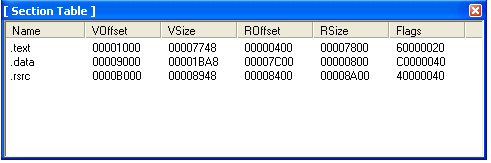 [ Section Table ]
Name VOffset VSize ROffset RSize Flags
.text 00001000 00007748 00000400 00007800 60000020
.data 00009000 00001BA8 00007C00 00000800 C0000040
.rsrc 0000B000 00008948 00008400 00008A00 40000040